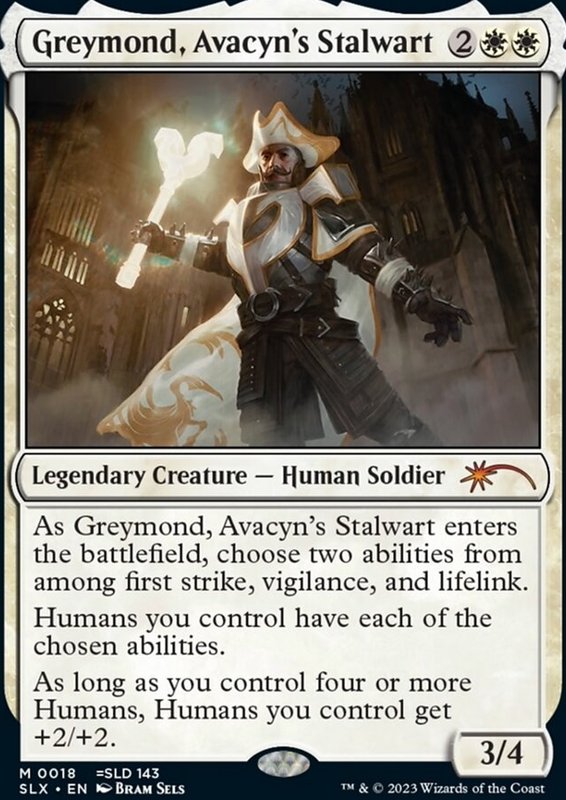 Greymond, Avacyn's Stalwart 2
Legendary Creature — Human Soldier
As Greymond, Avacyn's Stalwart enters
the battlefield, choose two abilities from
among first strike, vigilance, and lifelink.
Humans you control have each of the
chosen abilities.
As long as you control four or more
Humans, Humans you control get
+2/+2.
3/4
M 0018 =SLD 143
SLX • EN Bram Sels
™ & © 2023 Wizards of the Coast